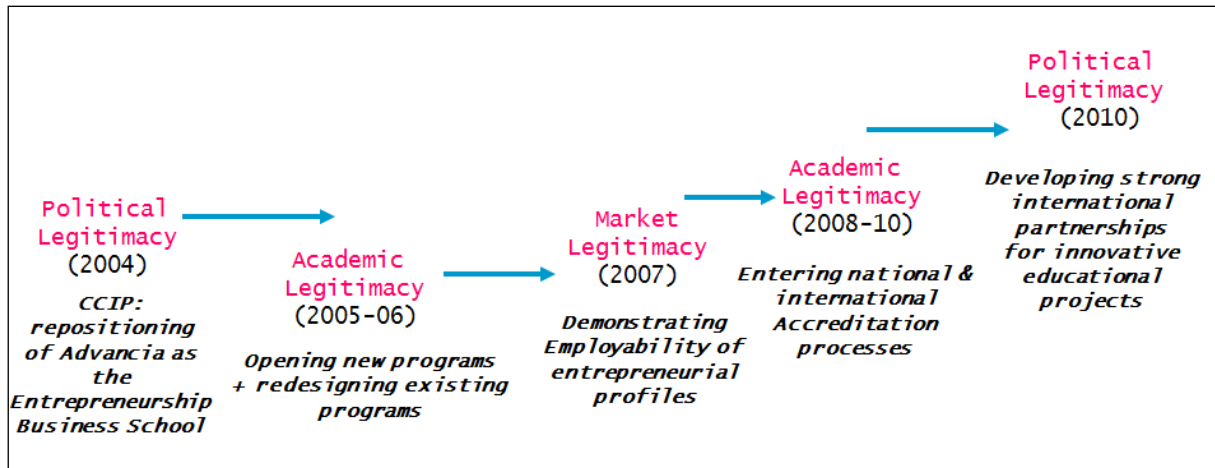 Political
Legitimacy
(2004)
CCIP:
repositioning
of Advancia as
the
Entrepreneurship
Business School
Academic
Legitimacy
(2005-06)
Opening new programs
+ redesigning existing
programs
Market
Legitimacy
(2007)
Demonstrating
Employability of
entrepreneurial
profiles
Academic
Legitimacy
(2008-10)
Entering national &
international
Accreditation
processes
Political
Legitimacy
(2010)
Developing strong
international
partnerships
for innovative
educational
projects